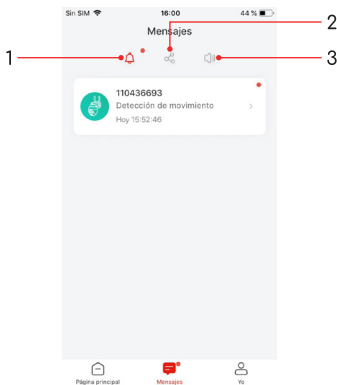 Sin SIM 16:00 44 %
Mensajes
2
1
3
110436693
Detección de movimiento
Hoy 15:52:46
Página principal Mensajes Yo